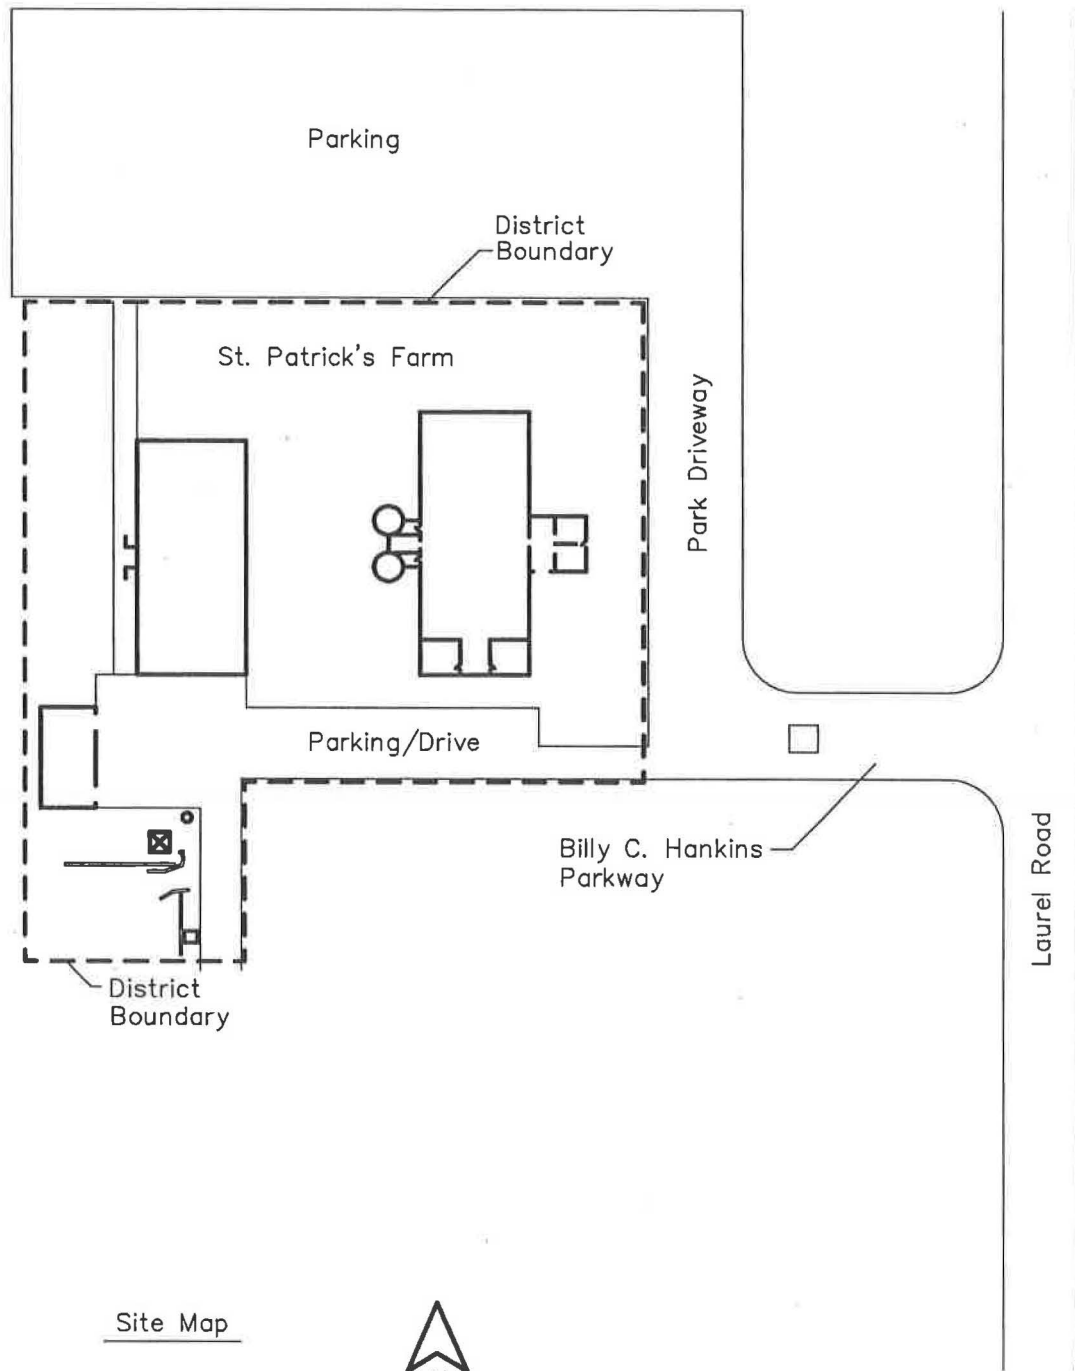 Parking
District
Boundary
St. Patrick's Farm
Park Driveway
Parking/Drive
Billy C. Hankins
Parkway
Laurel Road
District
Boundary
Site Map